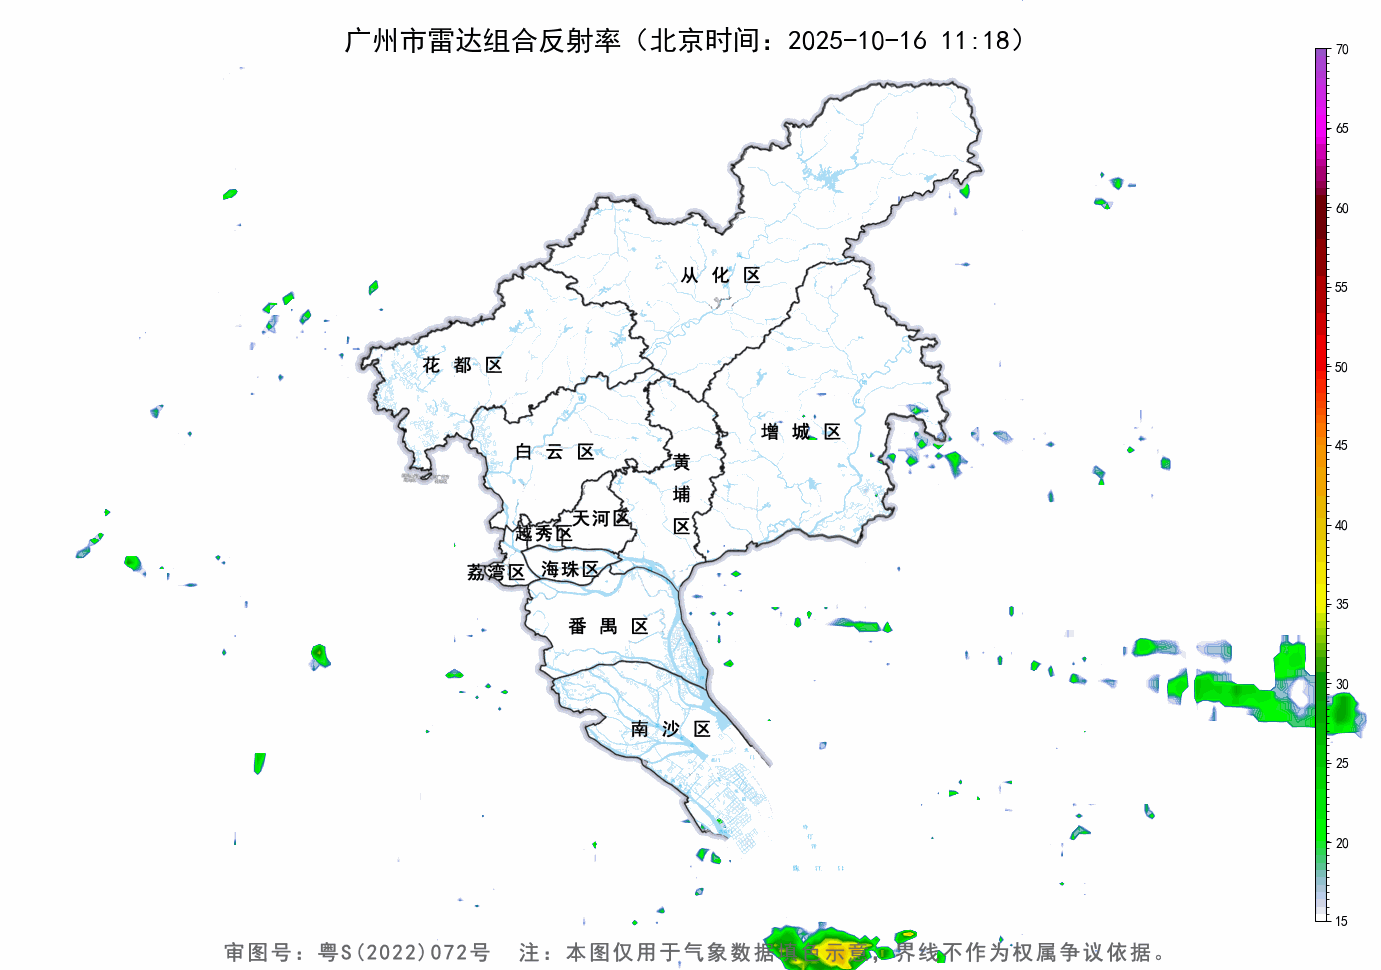 广州市雷达组合反射率（北京时间：2025-10-16 11:18）
70
65
60
55
50
45
40
35
30
25
20
15
从化区
花都区
增城区
白云区
黄埔区
天河区
越秀区
荔湾区
海珠区
番禺区
南沙区
审图号：粤S(2022)072号 注：本图仅用于气象数据填色示意，界线不作为权属争议依据。